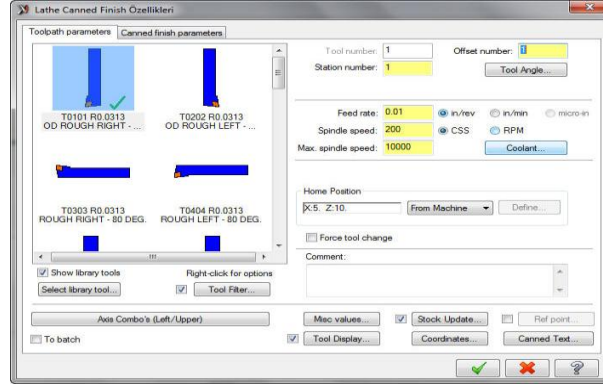 Lathe Canned Finish Özellikleri
Toolpath parameters Canned finish parameters
T0101 R0.0313
OD ROUGH RIGHT - ...
T0202 R0.0313
OD ROUGH LEFT - ...
T0303 R0.0313
ROUGH RIGHT - 80 DEG.
T0404 R0.0313
ROUGH LEFT - 80 DEG.
Show library tools
Right-click for options
Select library tool...
Tool Filter...
Tool number: 1
Offset number: 1
Station number: 1
Tool Angle...
Feed rate: 0.01 in/rev in/min micro-in
Spindle speed: 200 CSS RPM
Max. spindle speed: 10000 Coolant...
Home Position
X:5. Z:10. From Machine Define...
Force tool change
Comment:
Axis Combo's (Left/Upper)
Misc values... Stock Update... Ref point...
To batch
Tool Display... Coordinates... Canned Text...